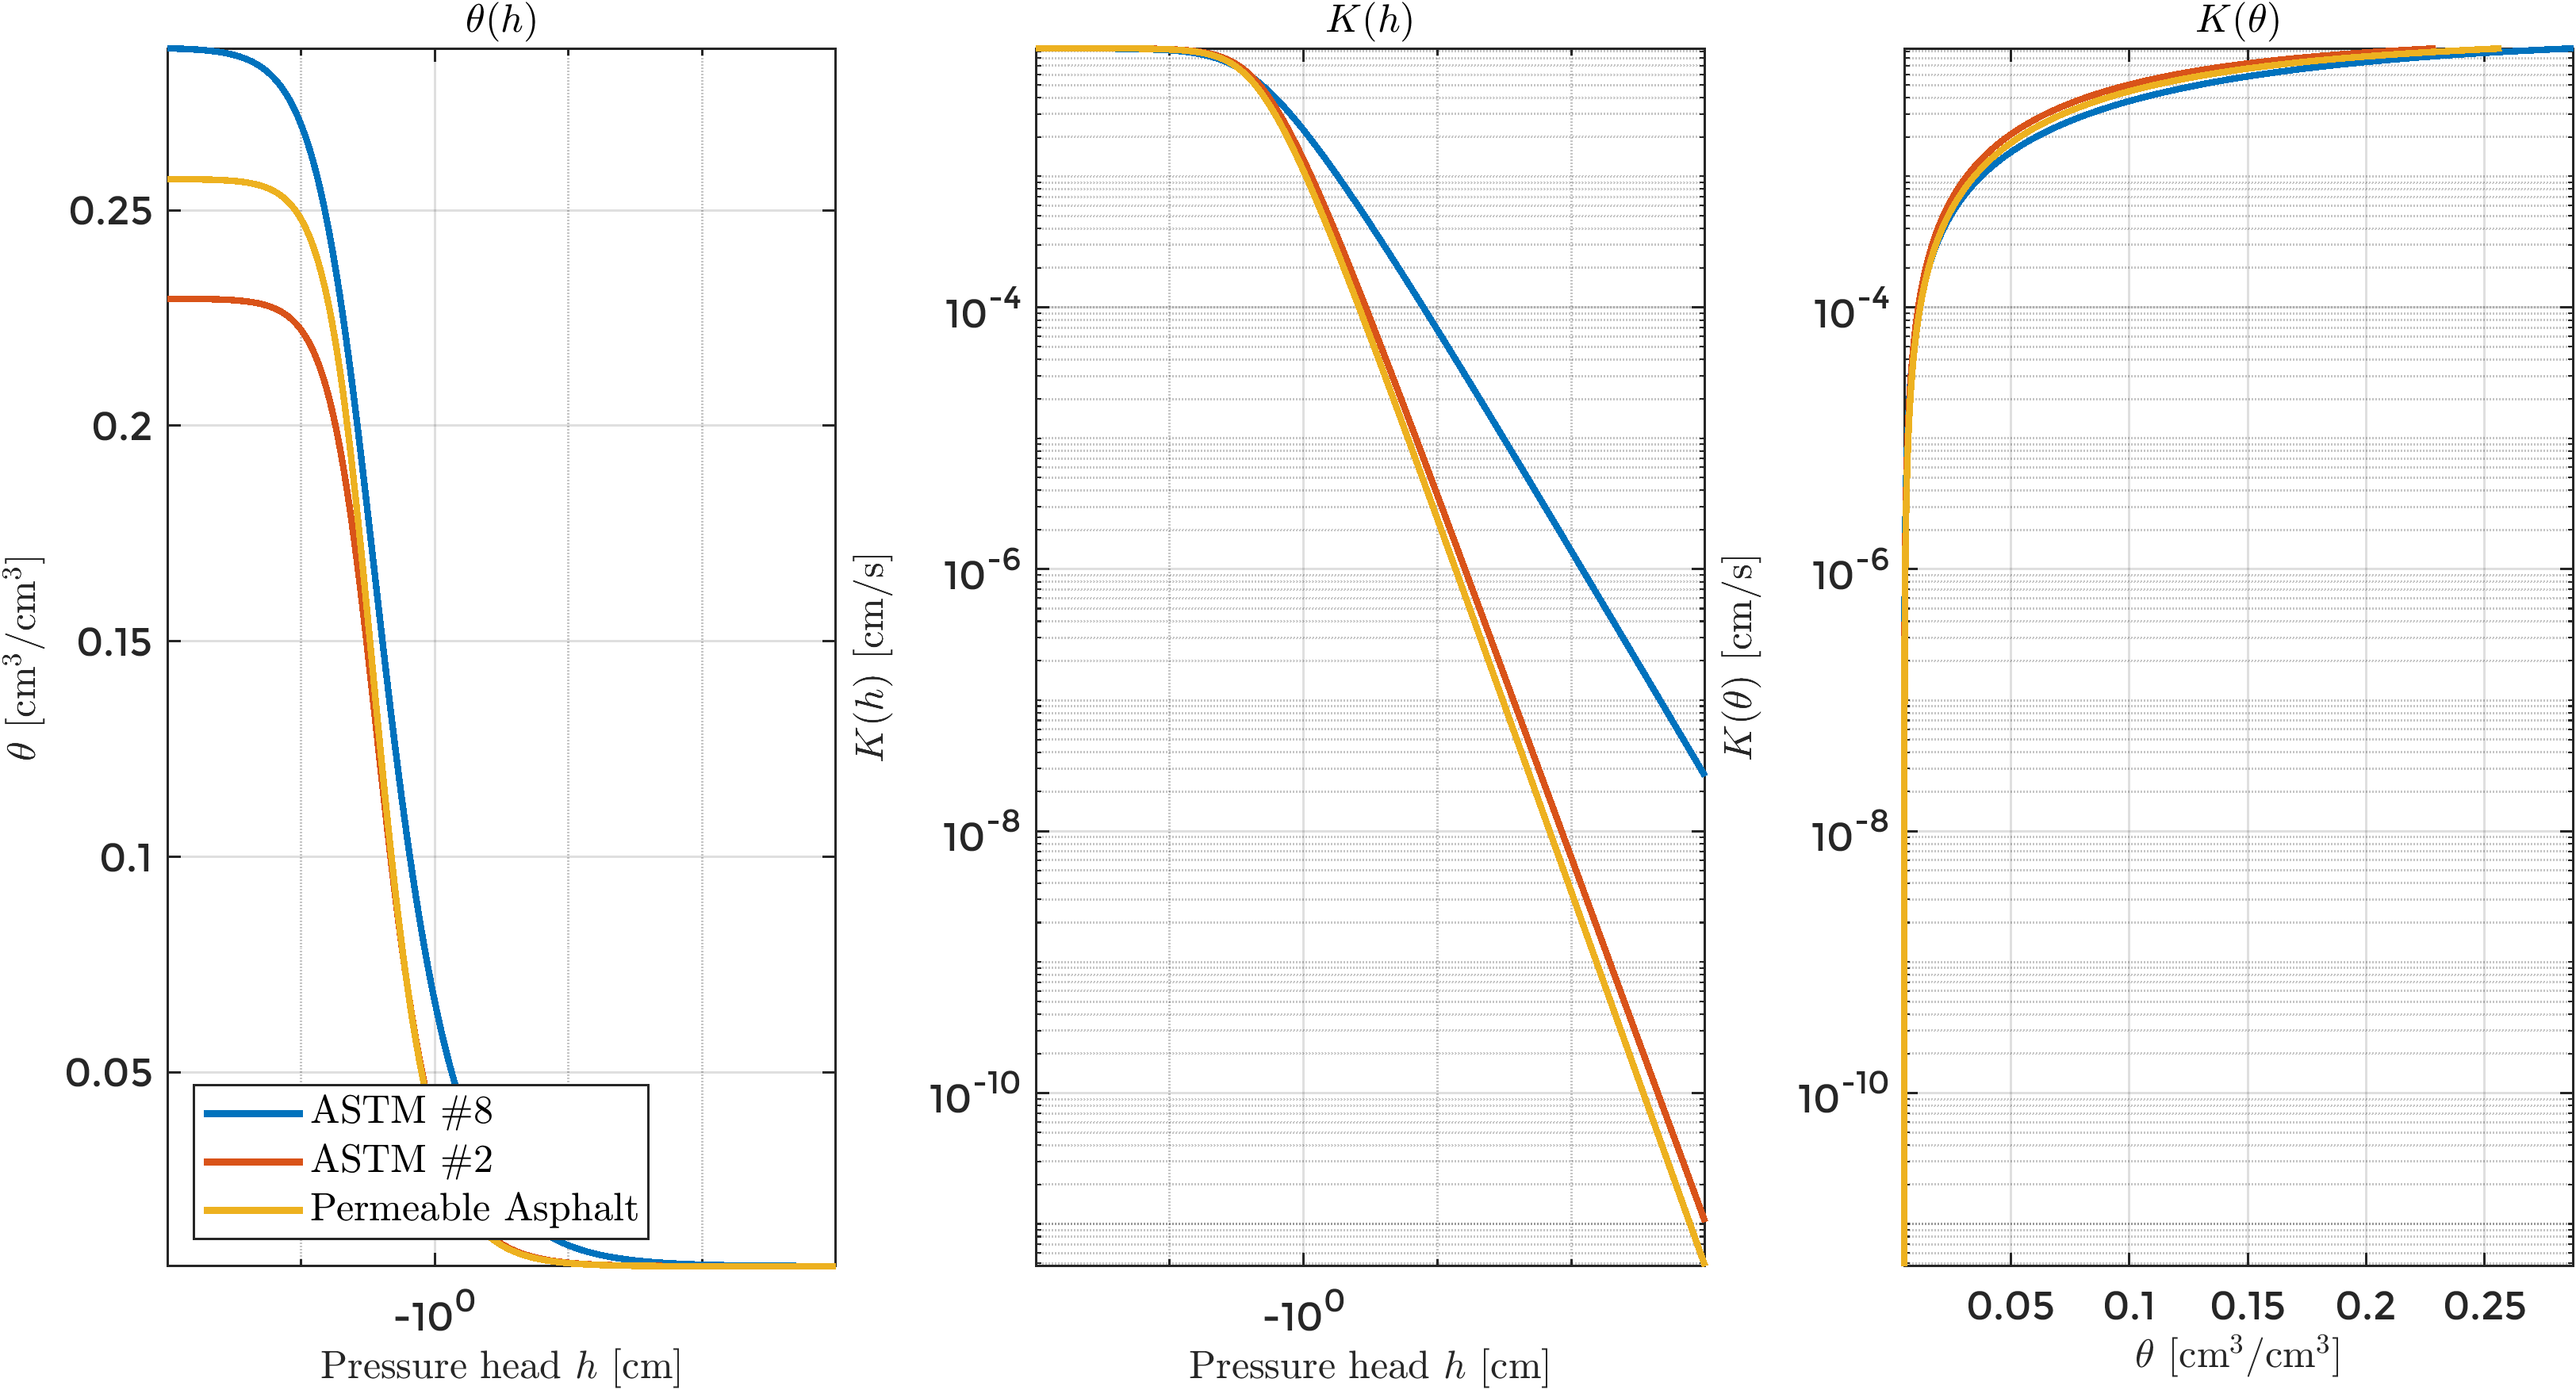 θ(h)
θ [cm³/cm³]
0.25
0.2
0.15
0.1
0.05
ASTM #8
ASTM #2
Permeable Asphalt
-10⁰
Pressure head h [cm]
K(h)
K(h) [cm/s]
10⁻⁴
10⁻⁶
10⁻⁸
10⁻¹⁰
-10⁰
Pressure head h [cm]
K(θ)
K(θ) [cm/s]
10⁻⁴
10⁻⁶
10⁻⁸
10⁻¹⁰
0.05 0.1 0.15 0.2 0.25
θ [cm³/cm³]